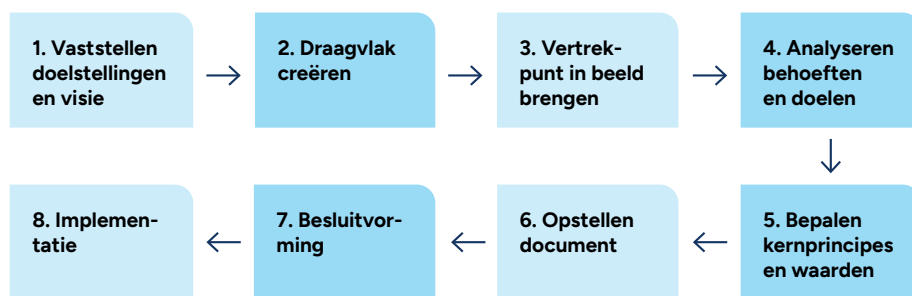 1. Vaststellen
doelstellingen
en visie
2. Draagvlak
creëren
3. Vertrek-
punt in beeld
brengen
4. Analyseren
behoeften
en doelen
8. Implemen-
tatie
7. Besluitvor-
ming
6. Opstellen
document
5. Bepalen
kernprincipes
en waarden